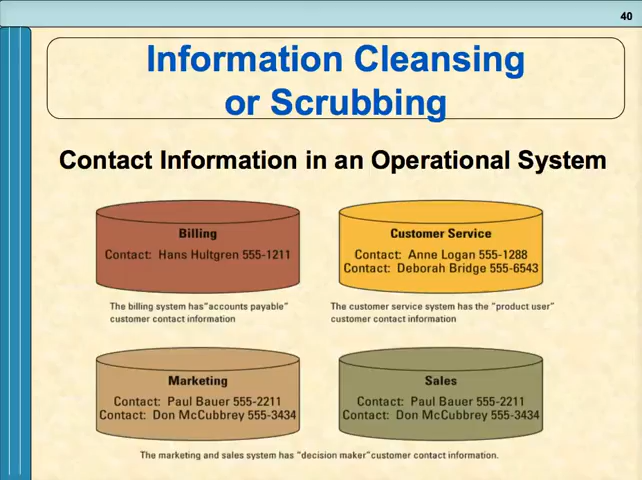 40
Information Cleansing
or Scrubbing
Contact Information in an Operational System
Billing
Contact: Hans Hultgren 555-1211
The billing system has"accounts payable"
customer contact information
Customer Service
Contact: Anne Logan 555-1288
Contact: Deborah Bridge 555-6543
The customer service system has the "product user"
customer contact information
Marketing
Contact: Paul Bauer 555-2211
Contact: Don McCubbrey 555-3434
Sales
Contact: Paul Bauer 555-2211
Contact: Don McCubbrey 555-3434
The marketing and sales system has "decision maker"customer contact information.